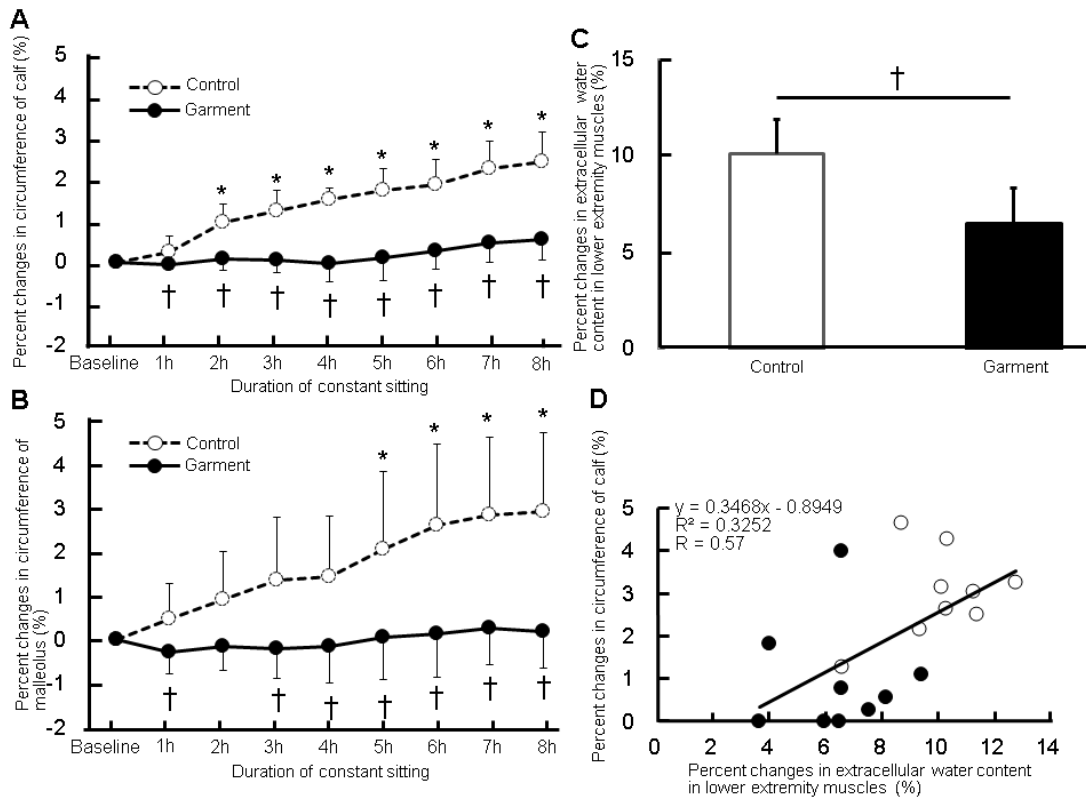 A
Percent changes in circumference of calf (%)
5
4
3
2
1
0
-1
-2
Control
Garment
* * * * * * *
† † † † † † † †
Baseline 1h 2h 3h 4h 5h 6h 7h 8h
Duration of constant sitting
B
Percent changes in circumference of
malleolus (%)
5
4
3
2
1
0
-1
-2
Control
Garment
* * * *
† † † † † † †
Baseline 1h 2h 3h 4h 5h 6h 7h 8h
Duration of constant sitting
C
Percent changes in extracellular water
content in lower extremity muscles (%)
15
10
5
0
†
Control Garment
D
Percent changes in circumference of calf (%)
5
4
3
2
1
0
y = 0.3468x - 0.8949
R² = 0.3252
R = 0.57
0 2 4 6 8 10 12 14
Percent changes in extracellular water content
in lower extremity muscles (%)